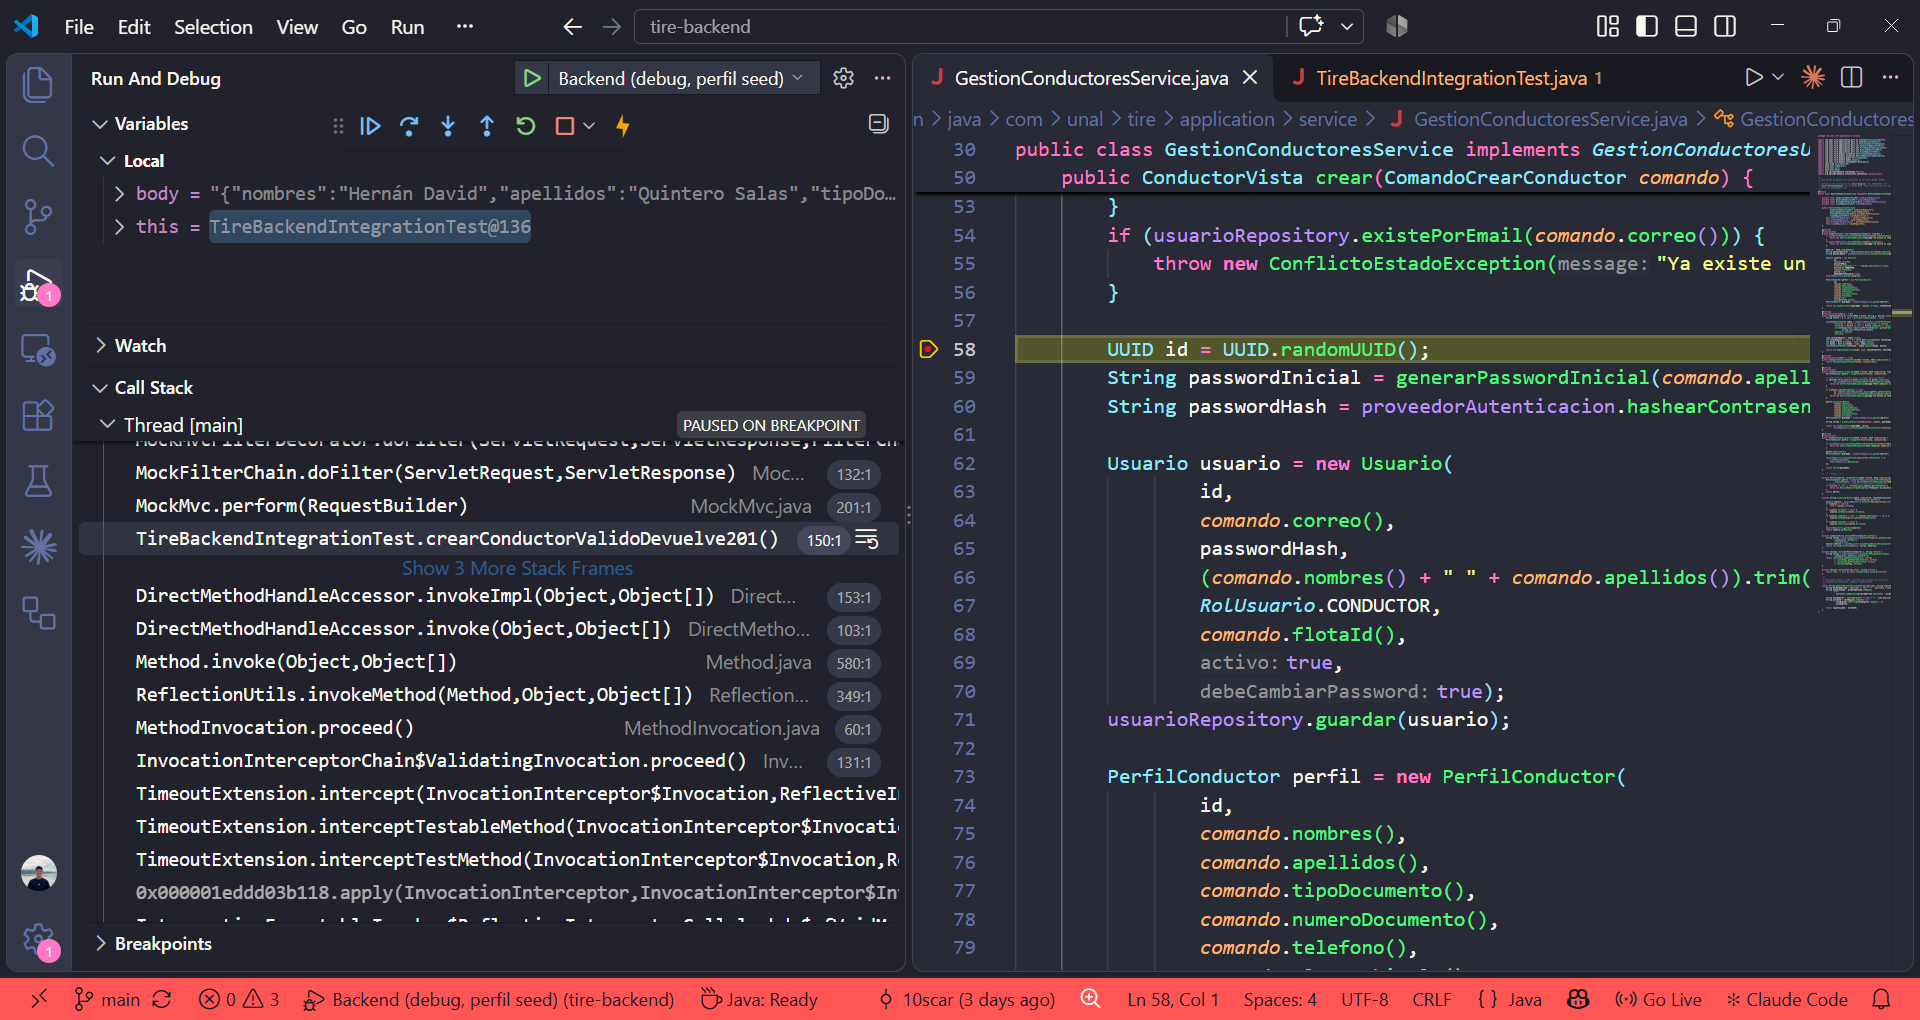 File Edit Selection View Go Run ··· tire-backend
Run And Debug Backend (debug, perfil seed)
Variables
Local
body = "{"nombres":"Hernán David","apellidos":"Quintero Salas","tipoDo…
this = TireBackendIntegrationTest@136
Watch
Call Stack
Thread [main] PAUSED ON BREAKPOINT
MockFilterChain.doFilter(ServletRequest,ServletResponse) Moc... 132:1
MockMvc.perform(RequestBuilder) MockMvc.java 201:1
TireBackendIntegrationTest.crearConductorValidoDevuelve201() 150:1
Show 3 More Stack Frames
DirectMethodHandleAccessor.invokeImpl(Object,Object[]) Direct... 153:1
DirectMethodHandleAccessor.invoke(Object,Object[]) DirectMetho... 103:1
Method.invoke(Object,Object[]) Method.java 580:1
ReflectionUtils.invokeMethod(Method,Object,Object[]) Reflection... 349:1
MethodInvocation.proceed() MethodInvocation.java 60:1
InvocationInterceptorChain$ValidatingInvocation.proceed() Inv... 131:1
TimeoutExtension.intercept(InvocationInterceptor$Invocation,ReflectiveI
TimeoutExtension.interceptTestableMethod(InvocationInterceptor$Invocati
TimeoutExtension.interceptTestMethod(InvocationInterceptor$Invocation,R
0x000001eddd03b118.apply(InvocationInterceptor,InvocationInterceptor$In
Breakpoints
1
1
GestionConductoresService.java TireBackendIntegrationTest.java 1
n > java > com > unal > tire > application > service > GestionConductoresService.java > GestionConductores
30 public class GestionConductoresService implements GestionConductoresU
50 public ConductorVista crear(ComandoCrearConductor comando) {
53 }
54 if (usuarioRepository.existePorEmail(comando.correo())) {
55 throw new ConflictoEstadoException(message: "Ya existe un
56 }
57
58 UUID id = UUID.randomUUID();
59 String passwordInicial = generarPasswordInicial(comando.apell
60 String passwordHash = proveedorAutenticacion.hashearContrasen
61
62 Usuario usuario = new Usuario(
63 id,
64 comando.correo(),
65 passwordHash,
66 (comando.nombres() + " " + comando.apellidos()).trim(
67 RolUsuario.CONDUCTOR,
68 comando.flotaId(),
69 activo: true,
70 debeCambiarPassword: true);
71 usuarioRepository.guardar(usuario);
72
73 PerfilConductor perfil = new PerfilConductor(
74 id,
75 comando.nombres(),
76 comando.apellidos(),
77 comando.tipoDocumento(),
78 comando.numeroDocumento(),
79 comando.telefono(),
main 0 3 Backend (debug, perfil seed) (tire-backend) Java: Ready 10scar (3 days ago) Ln 58, Col 1 Spaces: 4 UTF-8 CRLF { } Java Go Live Claude Code